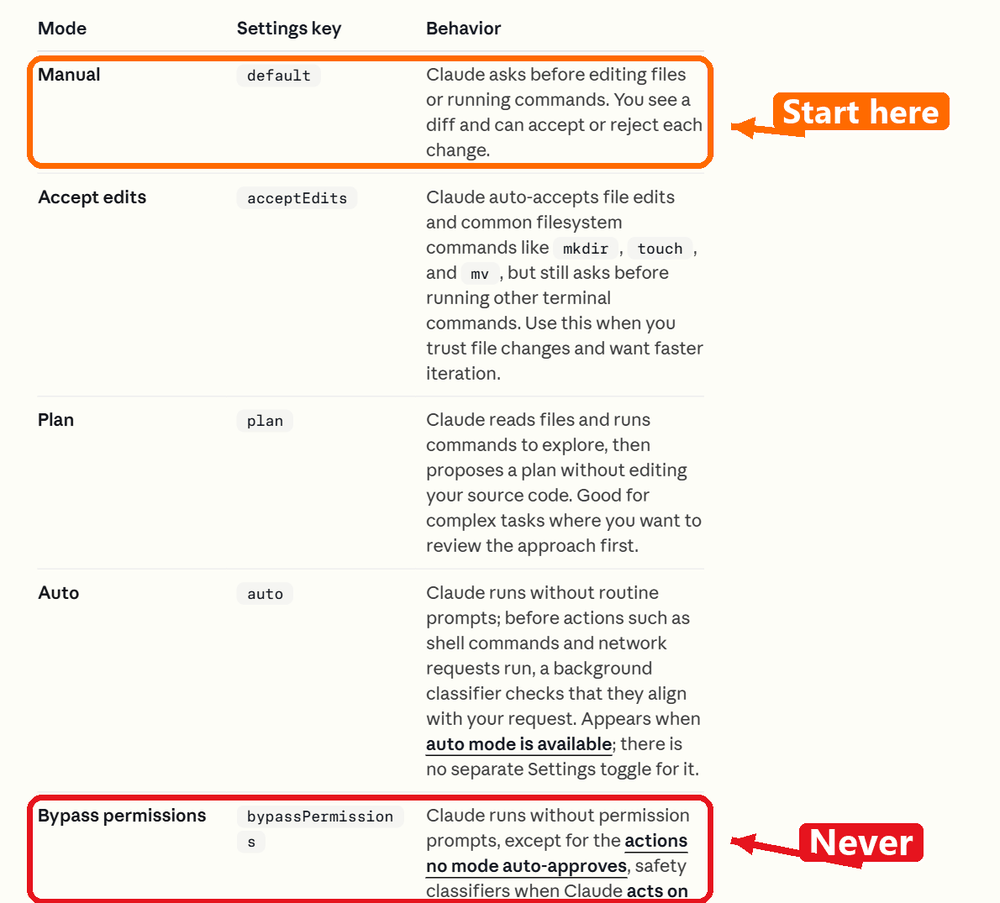 Mode Settings key Behavior
Manual default Claude asks before editing files
or running commands. You see a
diff and can accept or reject each
change.
Start here
Accept edits acceptEdits Claude auto-accepts file edits
and common filesystem
commands like mkdir , touch ,
and mv , but still asks before
running other terminal
commands. Use this when you
trust file changes and want faster
iteration.
Plan plan Claude reads files and runs
commands to explore, then
proposes a plan without editing
your source code. Good for
complex tasks where you want to
review the approach first.
Auto auto Claude runs without routine
prompts; before actions such as
shell commands and network
requests run, a background
classifier checks that they align
with your request. Appears when
auto mode is available; there is
no separate Settings toggle for it.
Bypass permissions bypassPermission Claude runs without permission
s prompts, except for the actions
no mode auto-approves, safety
classifiers when Claude acts on
Never